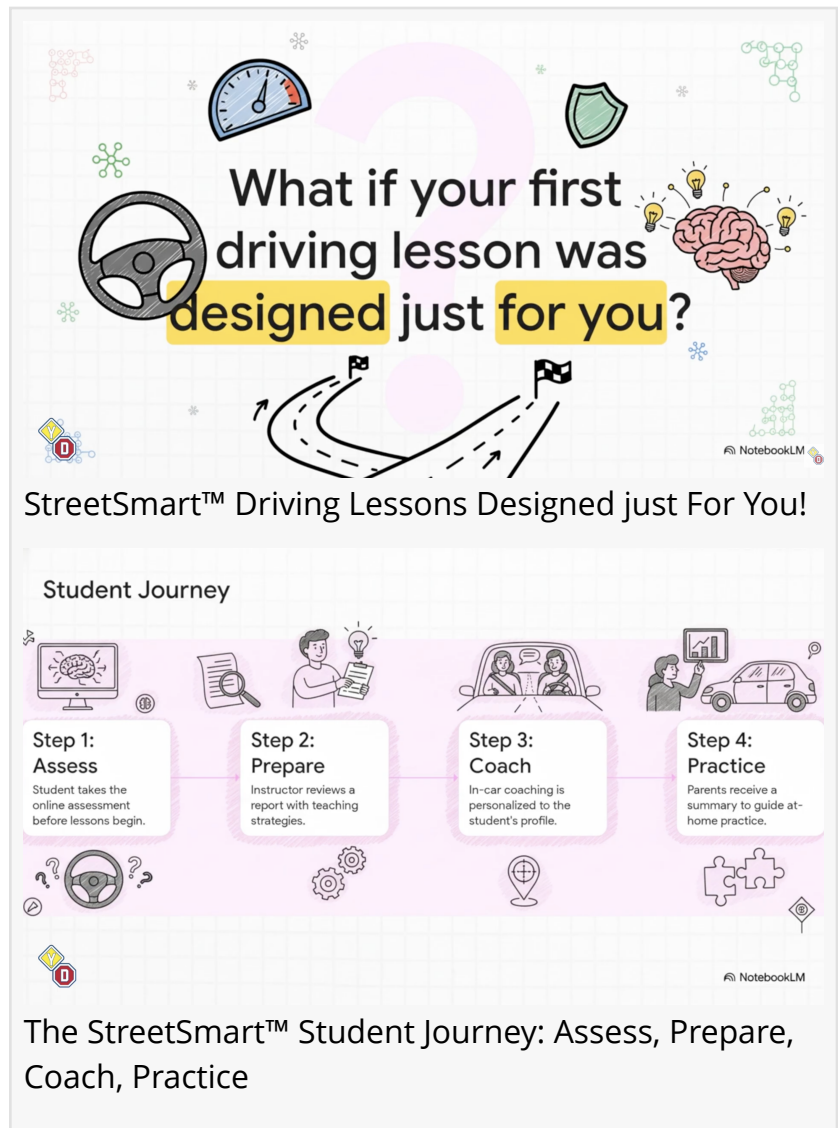 What if your first
driving lesson was
designed just for you?
Y
D
NotebookLM
StreetSmart™ Driving Lessons Designed just For You!
Student Journey
Step 1:
Assess
Student takes the
online assessment
before lessons begin.
Step 2:
Prepare
Instructor reviews a
report with teaching
strategies.
Step 3:
Coach
In-car coaching is
personalized to the
student's profile.
Step 4:
Practice
Parents receive a
summary to guide at-
home practice.
Y
D
NotebookLM
The StreetSmart™ Student Journey: Assess, Prepare,
Coach, Practice